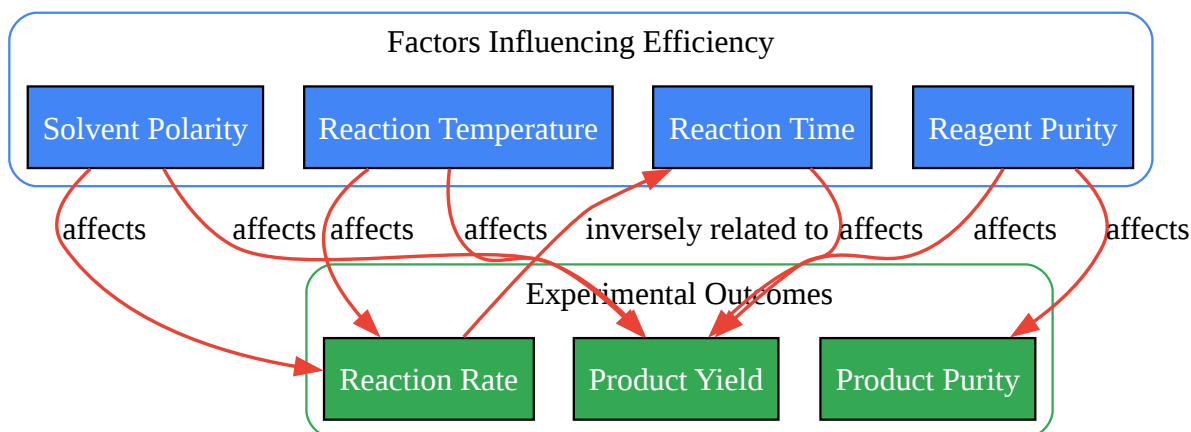 Factors Influencing Efficiency
Solvent Polarity
Reaction Temperature
Reaction Time
Reagent Purity
affects
affects
affects
affects
inversely related to
affects
affects
affects
Experimental Outcomes
Reaction Rate
Product Yield
Product Purity